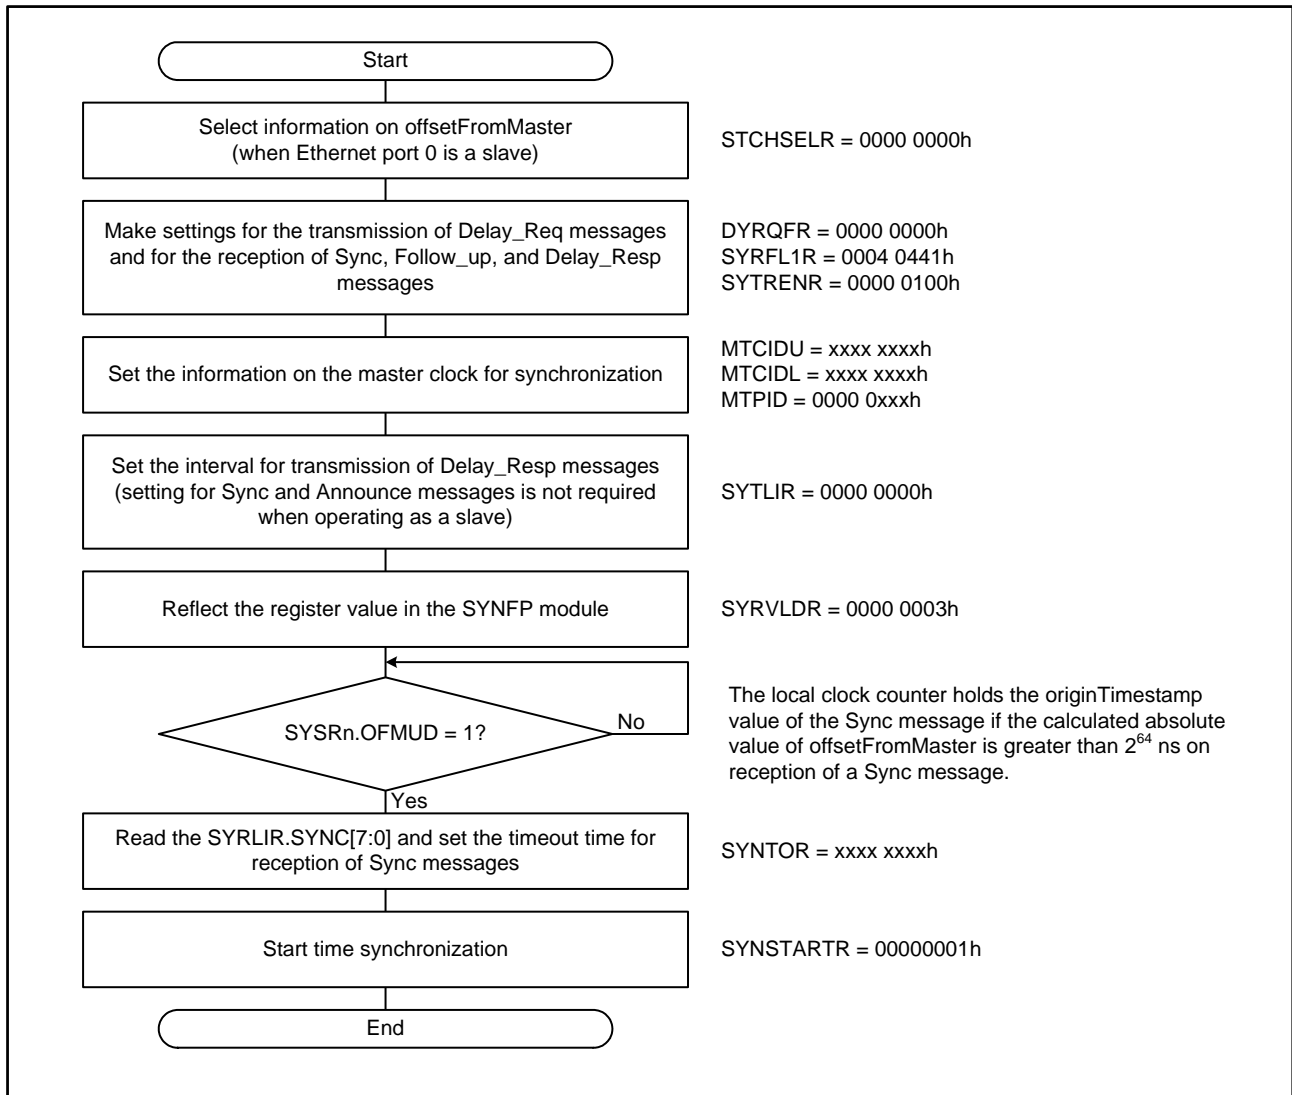 Start
Select information on offsetFromMaster
(when Ethernet port 0 is a slave)
STCHSELR = 0000 0000h
Make settings for the transmission of Delay_Req messages
and for the reception of Sync, Follow_up, and Delay_Resp
messages
DYRQFR = 0000 0000h
SYRFL1R = 0004 0441h
SYTRENR = 0000 0100h
Set the information on the master clock for synchronization
MTCIDU = xxxx xxxxh
MTCIDL = xxxx xxxxh
MTPID = 0000 0xxxh
Set the interval for transmission of Delay_Resp messages
(setting for Sync and Announce messages is not required
when operating as a slave)
SYTLIR = 0000 0000h
Reflect the register value in the SYNFP module
SYRVLDR = 0000 0003h
SYSRn.OFMUD = 1?
No
Yes
The local clock counter holds the originTimestamp
value of the Sync message if the calculated absolute
value of offsetFromMaster is greater than 2^64 ns on
reception of a Sync message.
Read the SYRLIR.SYNC[7:0] and set the timeout time for
reception of Sync messages
SYNTOR = xxxx xxxxh
Start time synchronization
SYNSTARTR = 00000001h
End